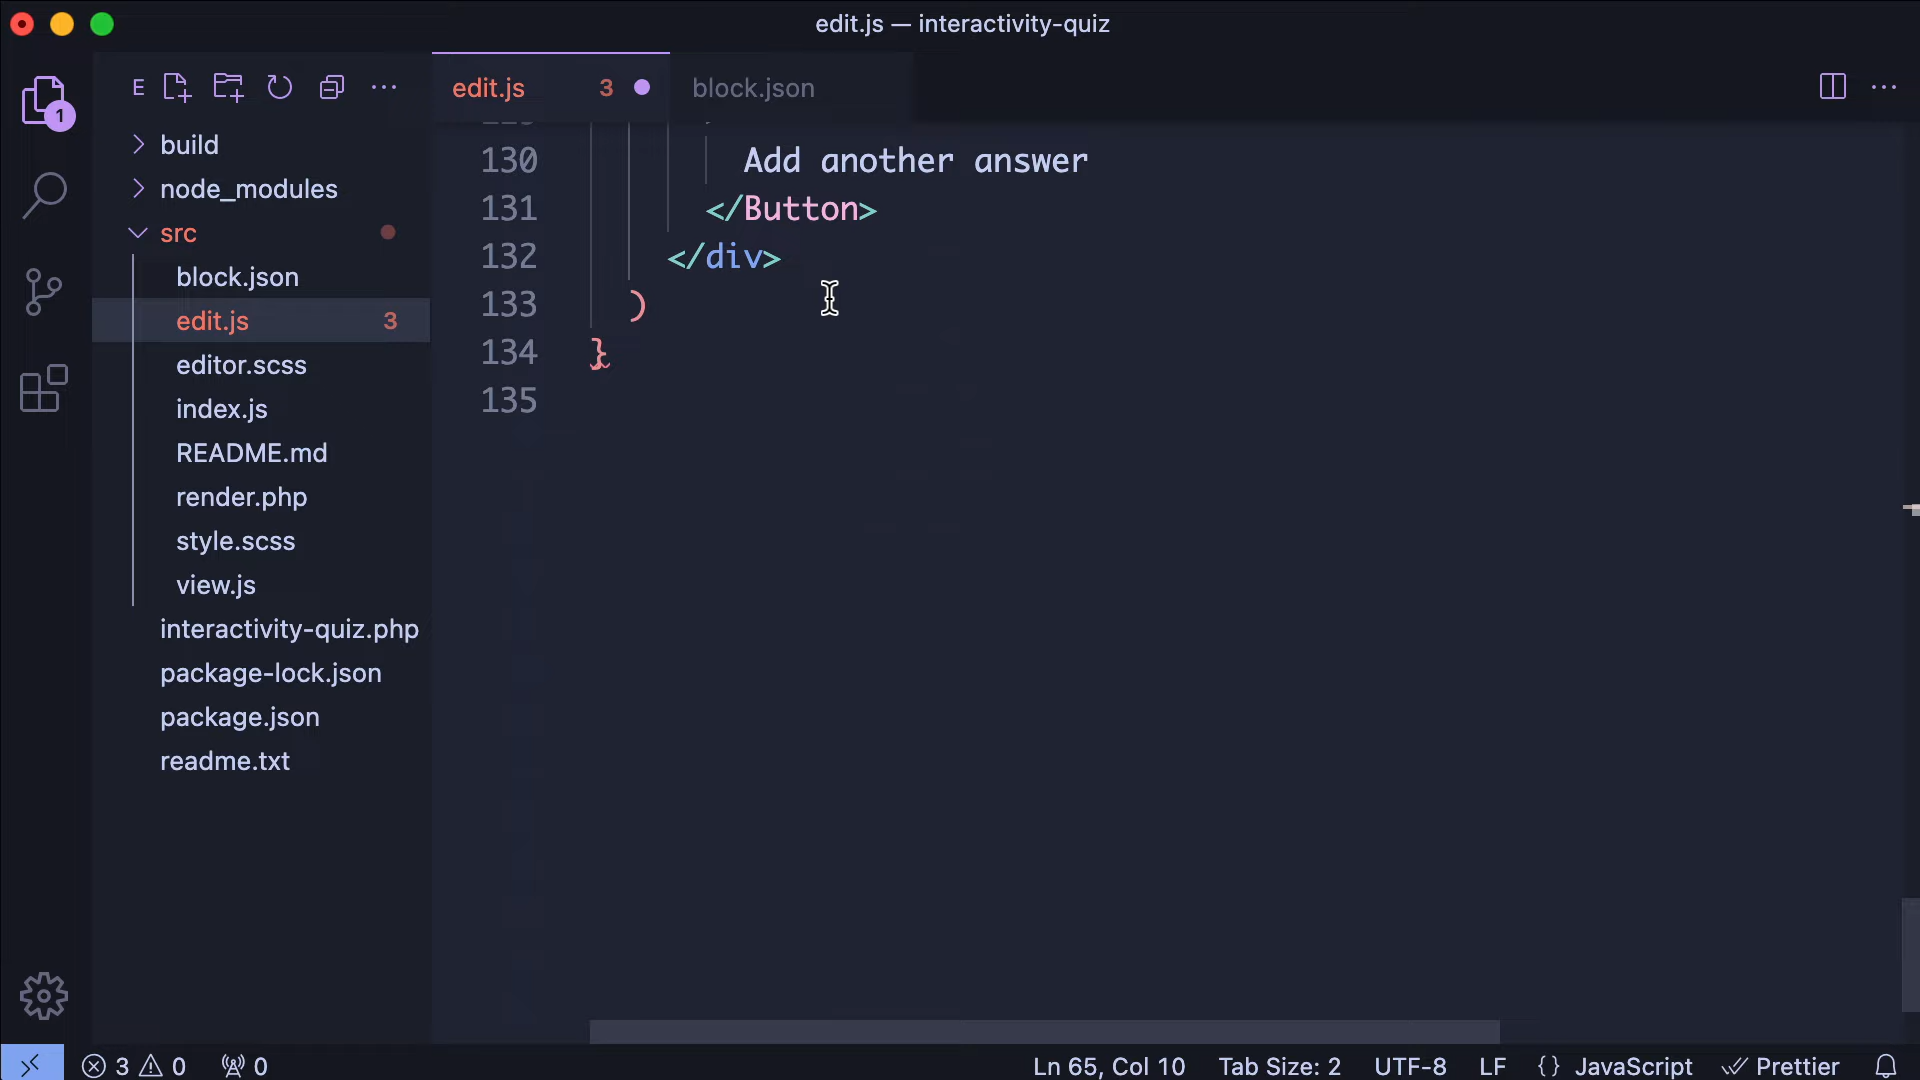 edit.js — interactivity-quiz
E
edit.js 3
block.json
build
node_modules
src
block.json
edit.js 3
editor.scss
index.js
README.md
render.php
style.scss
view.js
interactivity-quiz.php
package-lock.json
package.json
readme.txt
1
130 Add another answer
131 </Button>
132 </div>
133 )
134 }
135
3 0 0
Ln 65, Col 10 Tab Size: 2 UTF-8 LF {} JavaScript Prettier